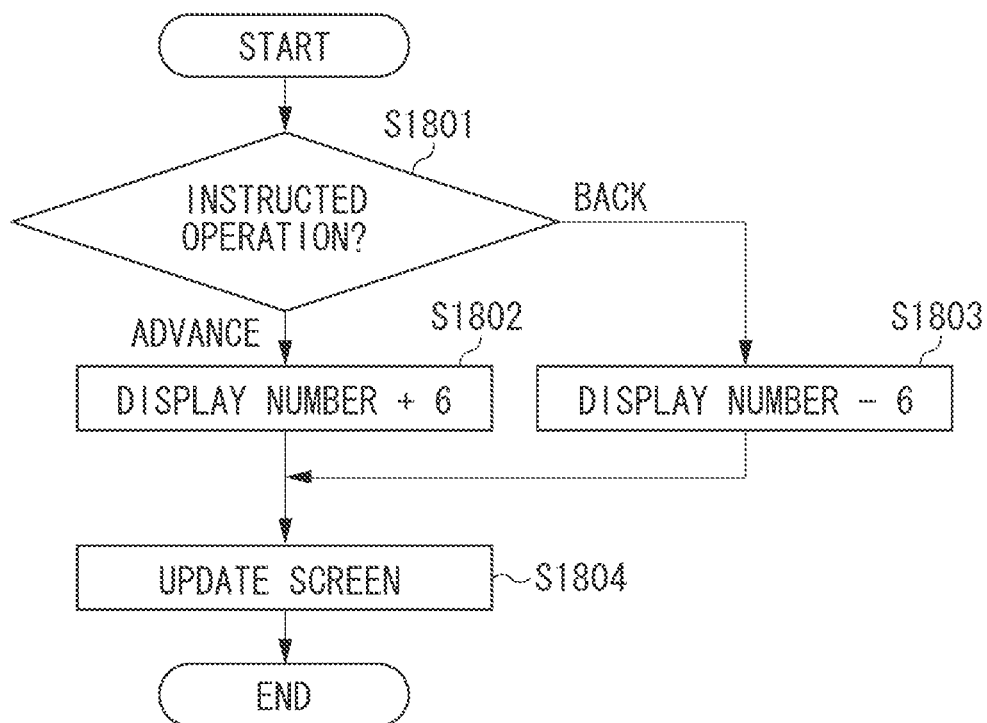 START
S1801
INSTRUCTED
OPERATION?
BACK
ADVANCE
S1802
S1803
DISPLAY NUMBER + 6
DISPLAY NUMBER - 6
UPDATE SCREEN
S1804
END